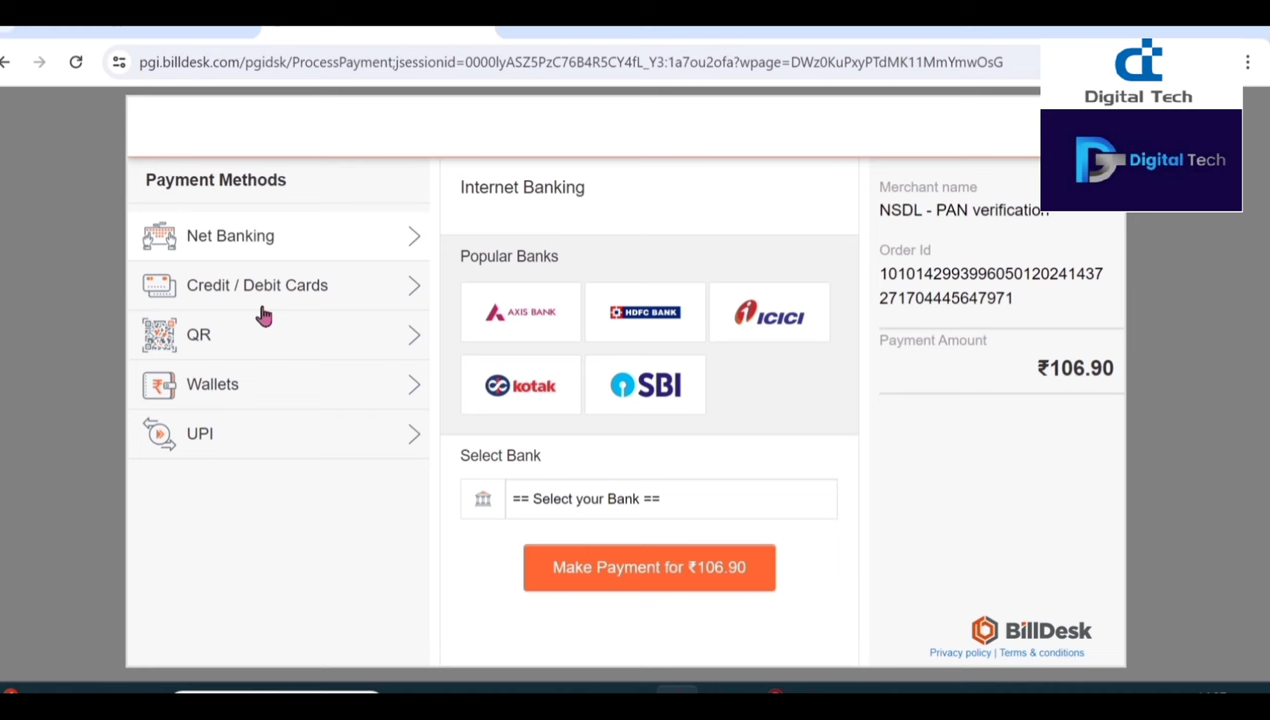 pgi.billdesk.com/pgidsk/ProcessPayment;jsessionid=0000lyASZ5PzC76B4R5CY4fL_Y3:1a7ou2ofa?wpage=DWz0KuPxyPTdMK11MmYmwOsG
Digital Tech
Digital Tech
Payment Methods
Net Banking
Credit / Debit Cards
QR
Wallets
UPI
Internet Banking
Popular Banks
AXIS BANK
HDFC BANK
ICICI
kotak
SBI
Select Bank
== Select your Bank ==
Make Payment for ₹106.90
Merchant name
NSDL - PAN verification
Order Id
1010142993996050120241437
271704445647971
Payment Amount
₹106.90
BillDesk
Privacy policy | Terms & conditions